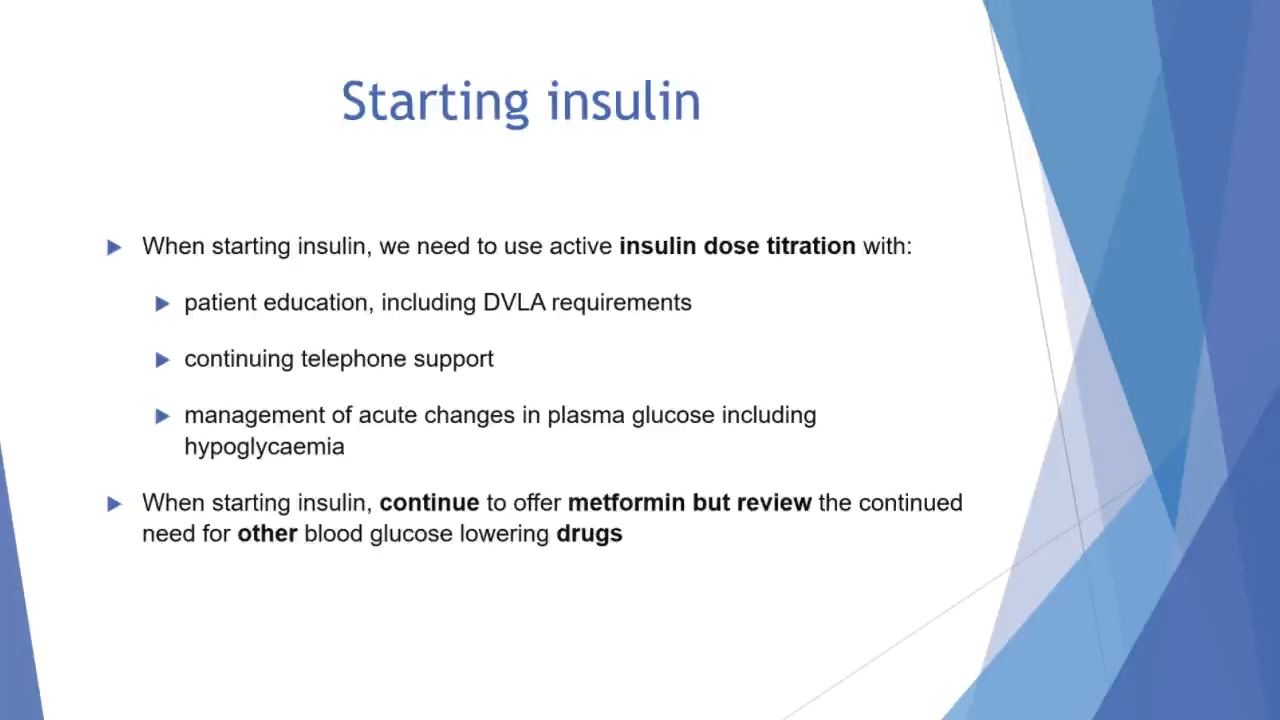 Starting insulin
When starting insulin, we need to use active insulin dose titration with:
patient education, including DVLA requirements
continuing telephone support
management of acute changes in plasma glucose including
hypoglycaemia
When starting insulin, continue to offer metformin but review the continued
need for other blood glucose lowering drugs